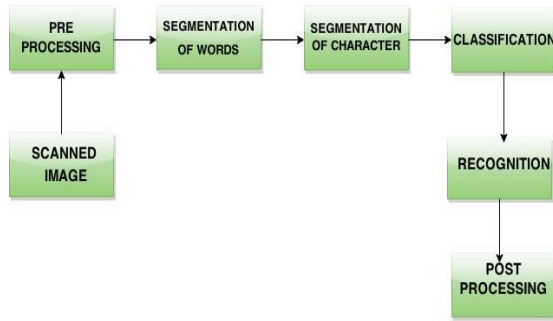 PRE
PROCESSING
SEGMENTATION
OF WORDS
SEGMENTATION
OF CHARACTER
CLASSIFICATION
SCANNED
IMAGE
RECOGNITION
POST
PROCESSING